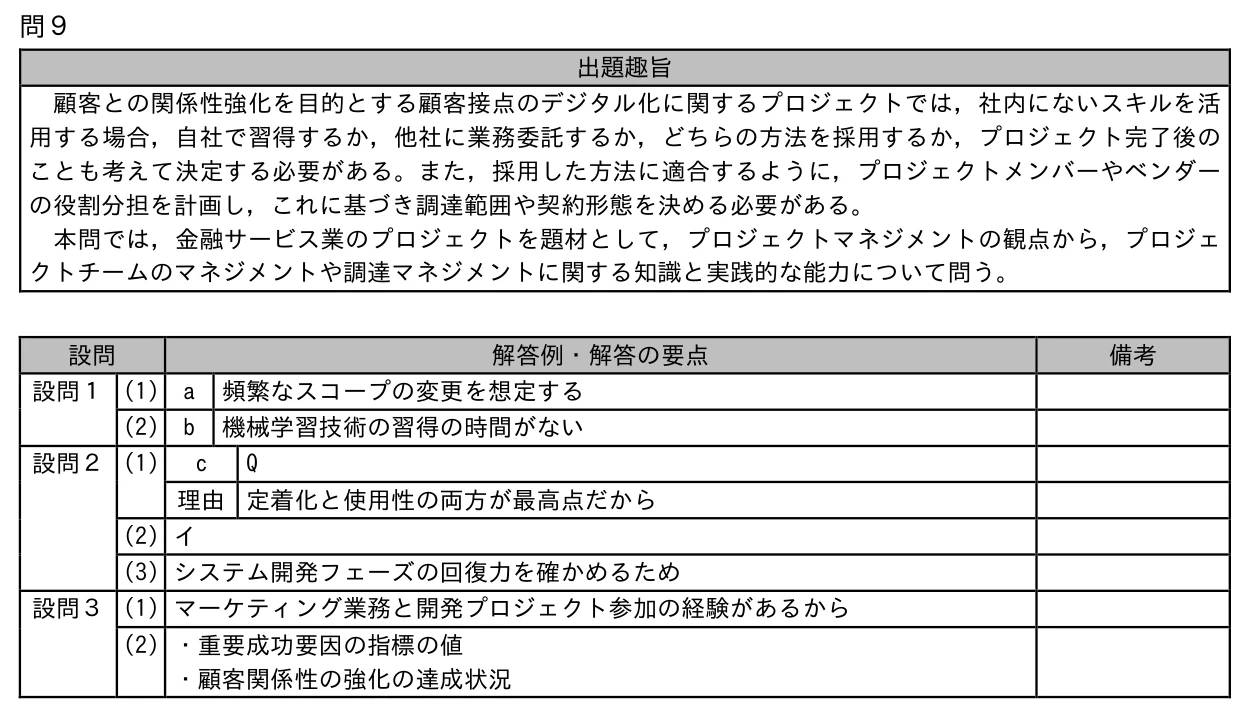 問9
出題趣旨
顧客との関係性強化を目的とする顧客接点のデジタル化に関するプロジェクトでは，社内にないスキルを活
用する場合，自社で習得するか，他社に業務委託するか，どちらの方法を採用するか，プロジェクト完了後の
ことも考えて決定する必要がある。また，採用した方法に適合するように，プロジェクトメンバーやベンダー
の役割分担を計画し，これに基づき調達範囲や契約形態を決める必要がある。
本問では，金融サービス業のプロジェクトを題材として，プロジェクトマネジメントの観点から，プロジェ
クトチームのマネジメントや調達マネジメントに関する知識と実践的な能力について問う。
設問 解答例・解答の要点 備考
設問1 (1) a 頻繁なスコープの変更を想定する
(2) b 機械学習技術の習得の時間がない
設問2 (1) c Q
理由 定着化と使用性の両方が最高点だから
(2) イ
(3) システム開発フェーズの回復力を確かめるため
設問3 (1) マーケティング業務と開発プロジェクト参加の経験があるから
(2) ・重要成功要因の指標の値
・顧客関係性の強化の達成状況